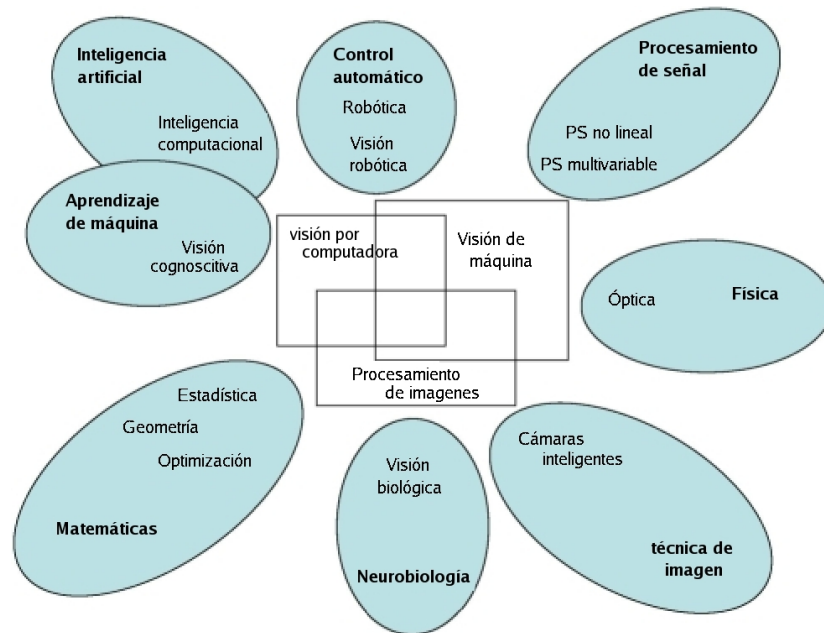 Inteligencia
artificial
Inteligencia
computacional
Control
automático
Robótica
Visión
robótica
Procesamiento
de señal
PS no lineal
PS multivariable
Aprendizaje
de máquina
Visión
cognoscitiva
visión por
computadora
Visión de
máquina
Procesamiento
de imagenes
Óptica
Física
Estadística
Geometría
Optimización
Matemáticas
Visión
biológica
Neurobiología
Cámaras
inteligentes
técnica de
imagen